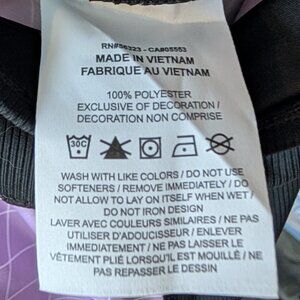 RN#56323 - CA#05553
MADE IN VIETNAM
FABRIQUE AU VIETNAM
100% POLYESTER
EXCLUSIVE OF DECORATION /
DECORATION NON COMPRISE
30C
WASH WITH LIKE COLORS / DO NOT USE
SOFTENERS / REMOVE IMMEDIATELY / DO
NOT ALLOW TO LAY ON ITSELF WHEN WET /
DO NOT IRON DESIGN
LAVER AVEC COULEURS SIMILAIRES / NE PAS
UTILISER D'ADOUCISSEUR / ENLEVER
IMMEDIATEMENT / NE PAS LAISSER LE
VÊTEMENT PLIÉ LORSQU'IL EST MOUILLÉ / NE
PAS REPASSER LE DESSIN